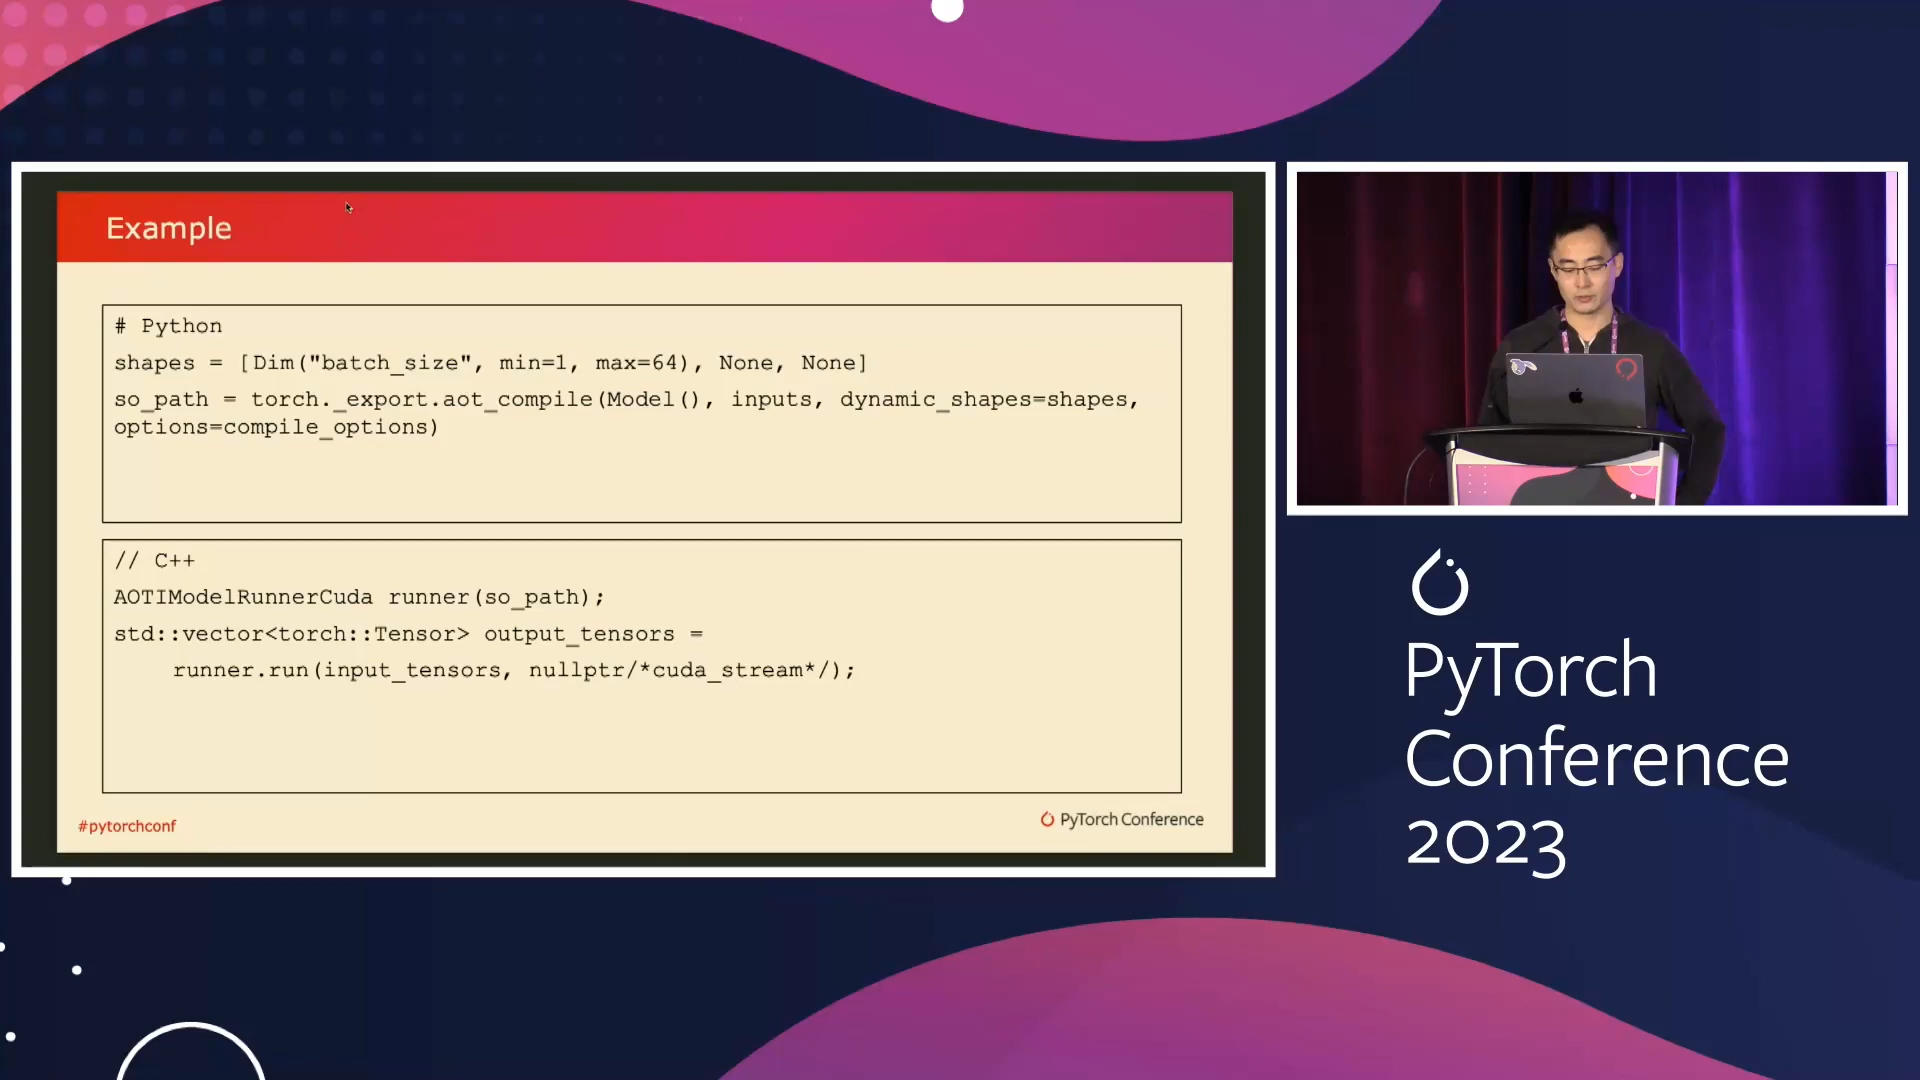 Example
# Python
shapes = [Dim("batch_size", min=1, max=64), None, None]
so_path = torch._export.aot_compile(Model(), inputs, dynamic_shapes=shapes,
options=compile_options)
// C++
AOTIModelRunnerCuda runner(so_path);
std::vector<torch::Tensor> output_tensors =
runner.run(input_tensors, nullptr/*cuda_stream*/);
#pytorchconf
PyTorch Conference
PyTorch
Conference
2023